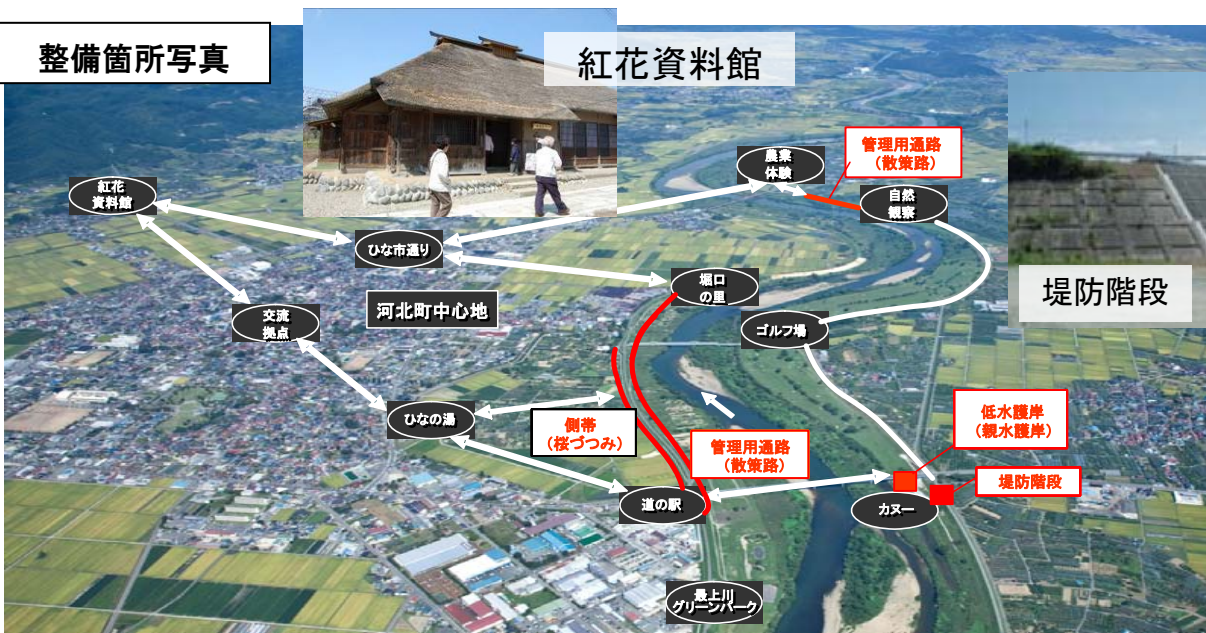 整備箇所写真
紅花資料館
堤防階段
農業
体験
管理用通路
（散策路）
自然
観察
紅花
資料館
ひな市通り
堀口
の里
河北町中心地
交流
拠点
ゴルフ場
ひなの湯
側帯
（桜づつみ）
管理用通路
（散策路）
低水護岸
（親水護岸）
堤防階段
道の駅
カヌー
最上川
グリーンパーク